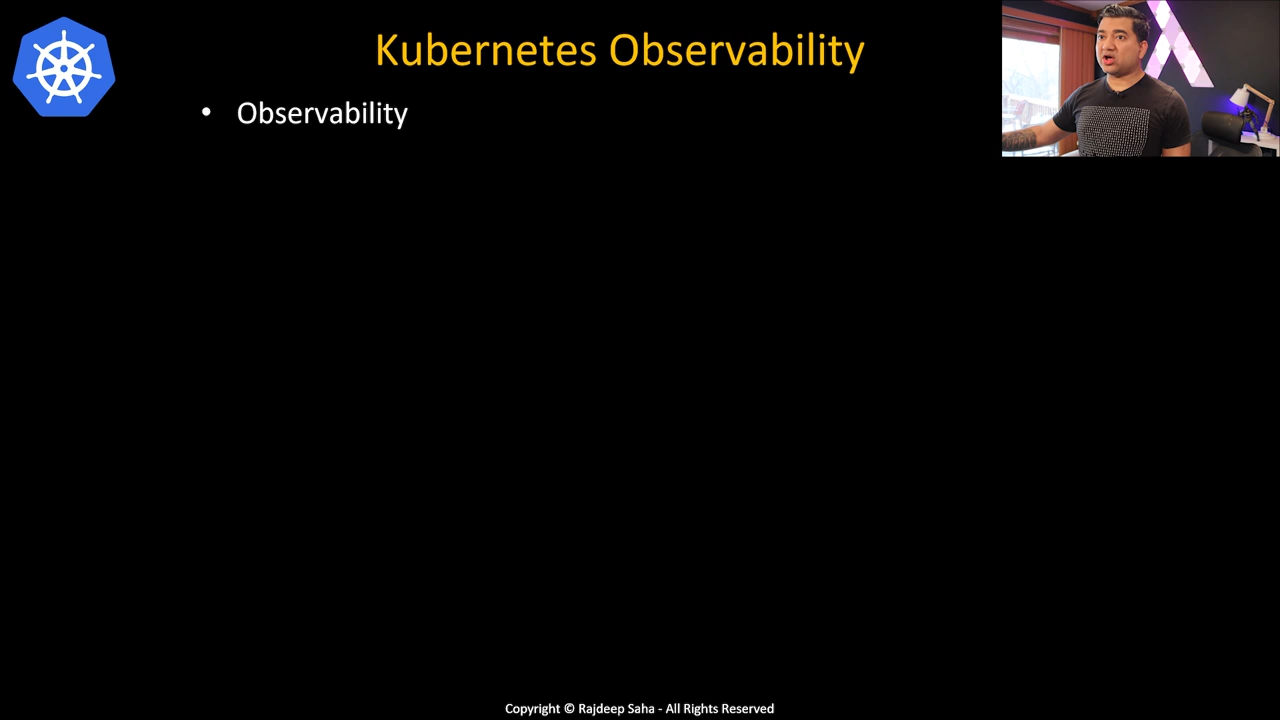 Kubernetes Observability
• Observability
Copyright © Rajdeep Saha - All Rights Reserved